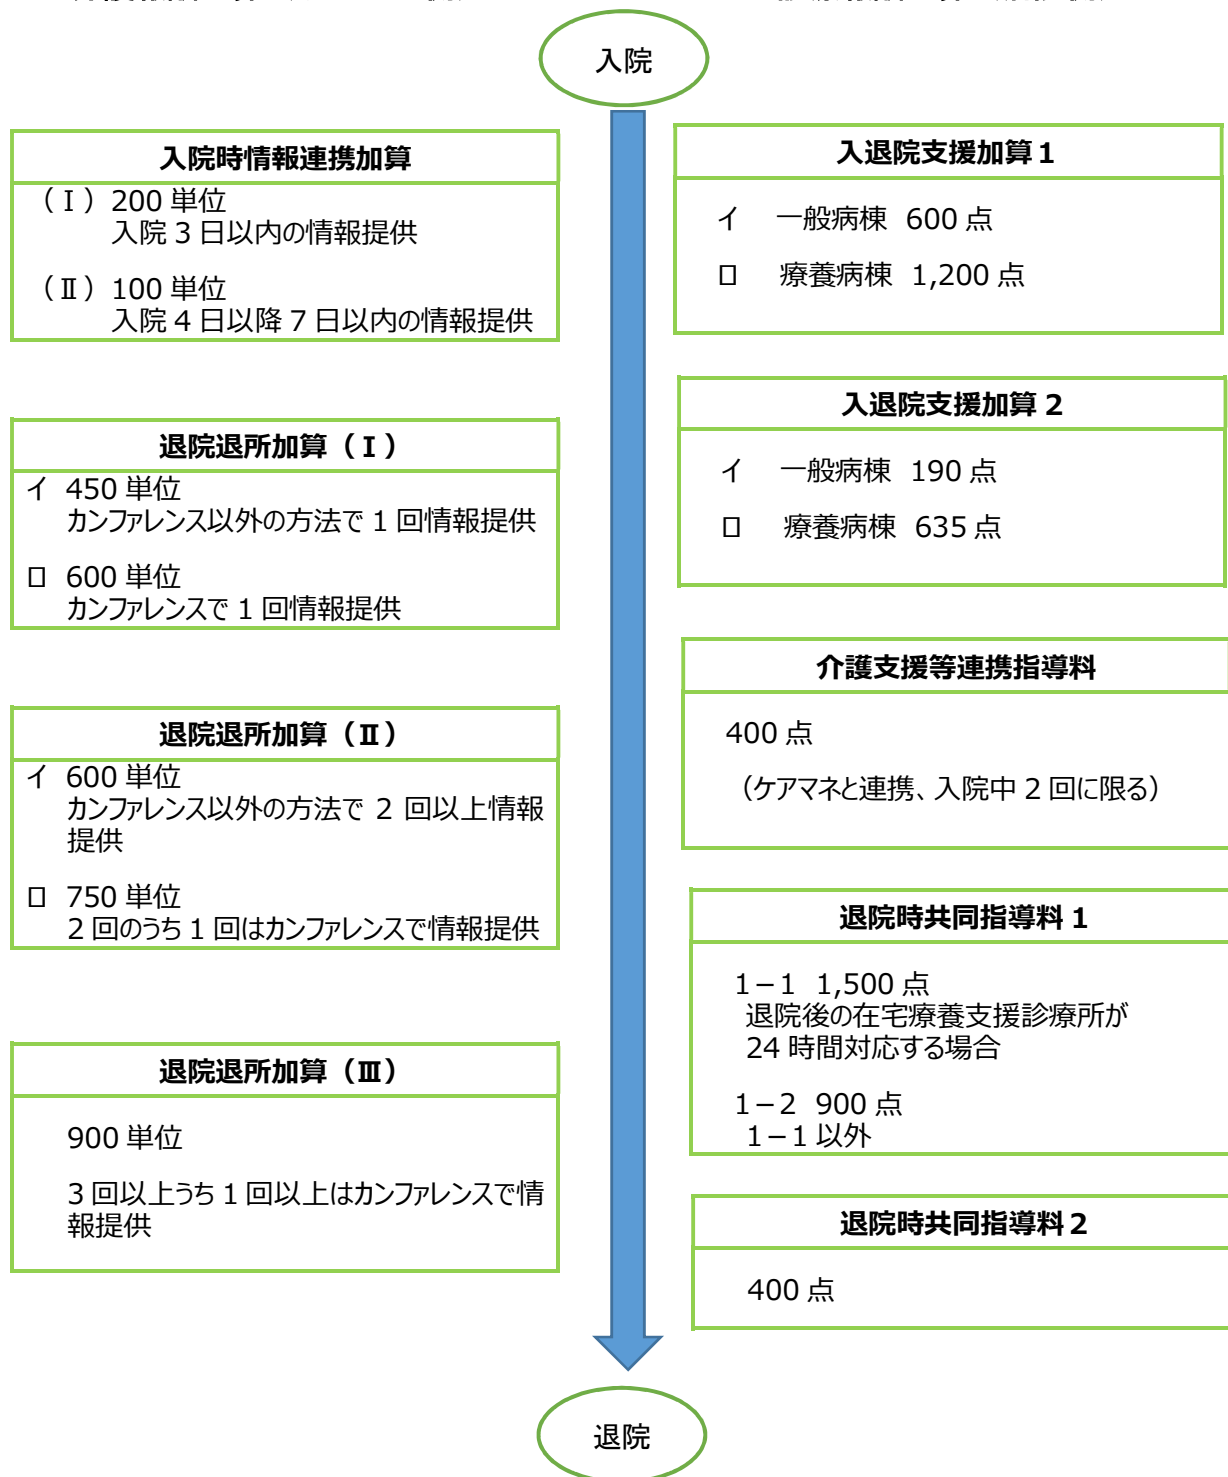 入院
入院時情報連携加算
（Ⅰ）200 単位
入院 3 日以内の情報提供
（Ⅱ）100 単位
入院 4 日以降 7 日以内の情報提供
退院退所加算（Ⅰ）
イ 450 単位
カンファレンス以外の方法で 1 回情報提供
ロ 600 単位
カンファレンスで 1 回情報提供
退院退所加算（Ⅱ）
イ 600 単位
カンファレンス以外の方法で 2 回以上情報
提供
ロ 750 単位
2 回のうち 1 回はカンファレンスで情報提供
退院退所加算（Ⅲ）
900 単位
3 回以上うち 1 回以上はカンファレンスで情
報提供
入退院支援加算１
イ 一般病棟 600 点
ロ 療養病棟 1,200 点
入退院支援加算 2
イ 一般病棟 190 点
ロ 療養病棟 635 点
介護支援等連携指導料
400 点
（ケアマネと連携、入院中 2 回に限る）
退院時共同指導料１
1－1 1,500 点
退院後の在宅療養支援診療所が
24 時間対応する場合
1－2 900 点
1－1 以外
退院時共同指導料２
400 点
退院